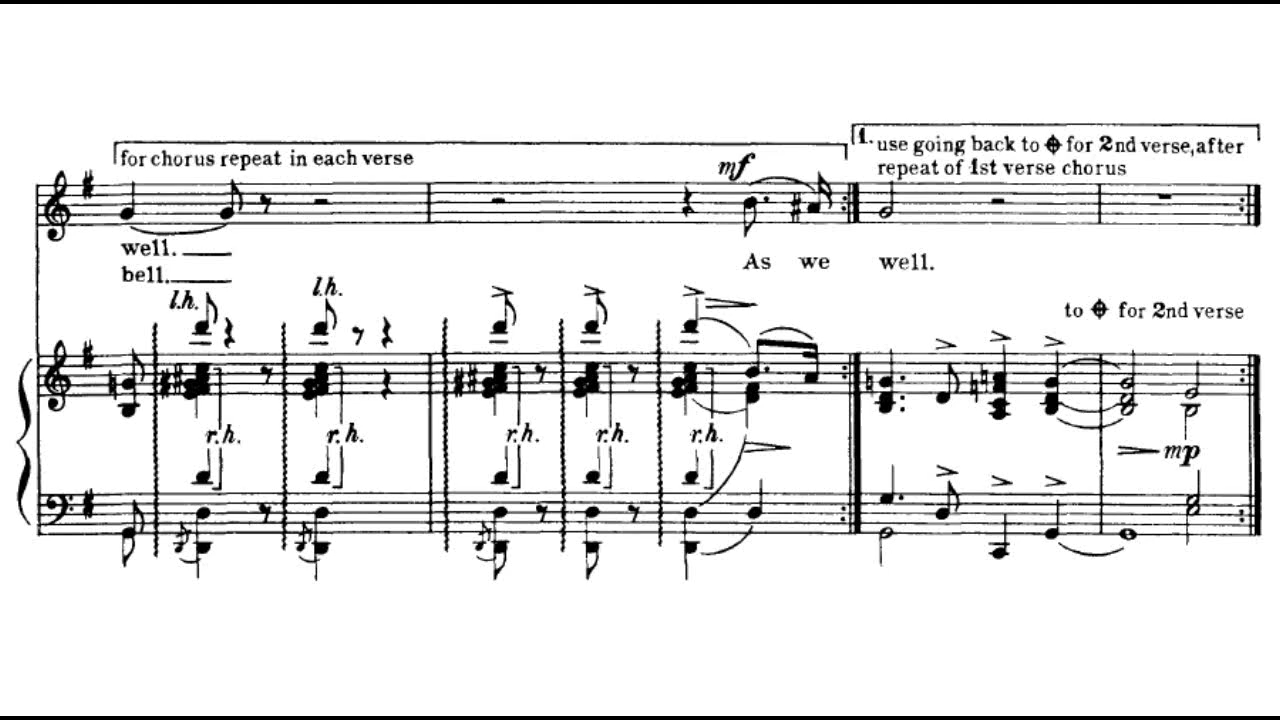 for chorus repeat in each verse
1. use going back to 𝄌 for 2nd verse, after
repeat of 1st verse chorus
mf
well.
bell.
As we well.
l.h. l.h.
to 𝄌 for 2nd verse
r.h. r.h. r.h. r.h. r.h.
mp